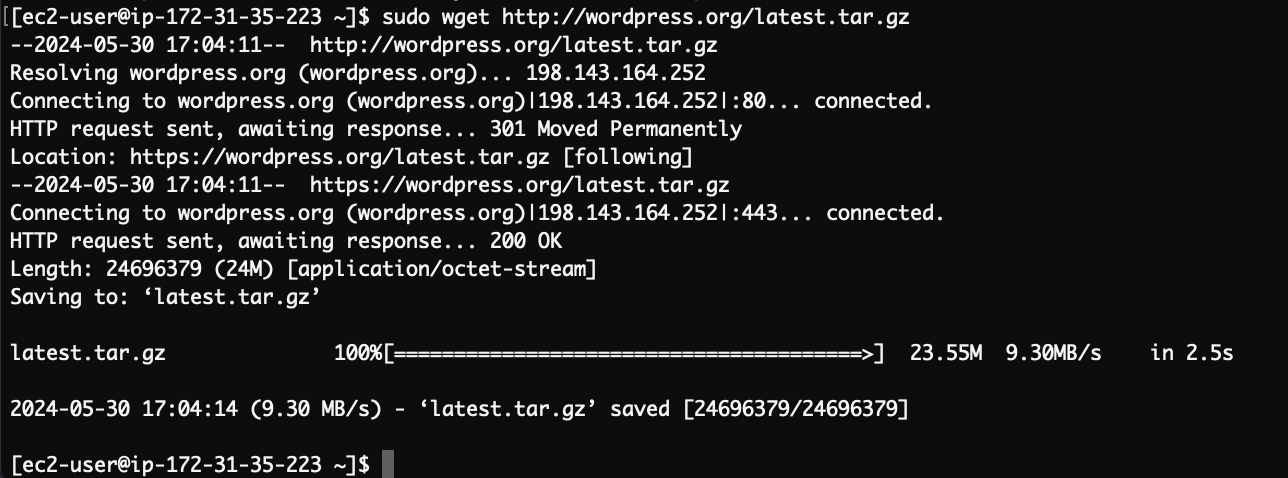 [ec2-user@ip-172-31-35-223 ~]$ sudo wget http://wordpress.org/latest.tar.gz
--2024-05-30 17:04:11--  http://wordpress.org/latest.tar.gz
Resolving wordpress.org (wordpress.org)... 198.143.164.252
Connecting to wordpress.org (wordpress.org)|198.143.164.252|:80... connected.
HTTP request sent, awaiting response... 301 Moved Permanently
Location: https://wordpress.org/latest.tar.gz [following]
--2024-05-30 17:04:11--  https://wordpress.org/latest.tar.gz
Connecting to wordpress.org (wordpress.org)|198.143.164.252|:443... connected.
HTTP request sent, awaiting response... 200 OK
Length: 24696379 (24M) [application/octet-stream]
Saving to: ‘latest.tar.gz’
latest.tar.gz              100%[=======================================>]  23.55M  9.30MB/s    in 2.5s
2024-05-30 17:04:14 (9.30 MB/s) - ‘latest.tar.gz’ saved [24696379/24696379]
[ec2-user@ip-172-31-35-223 ~]$